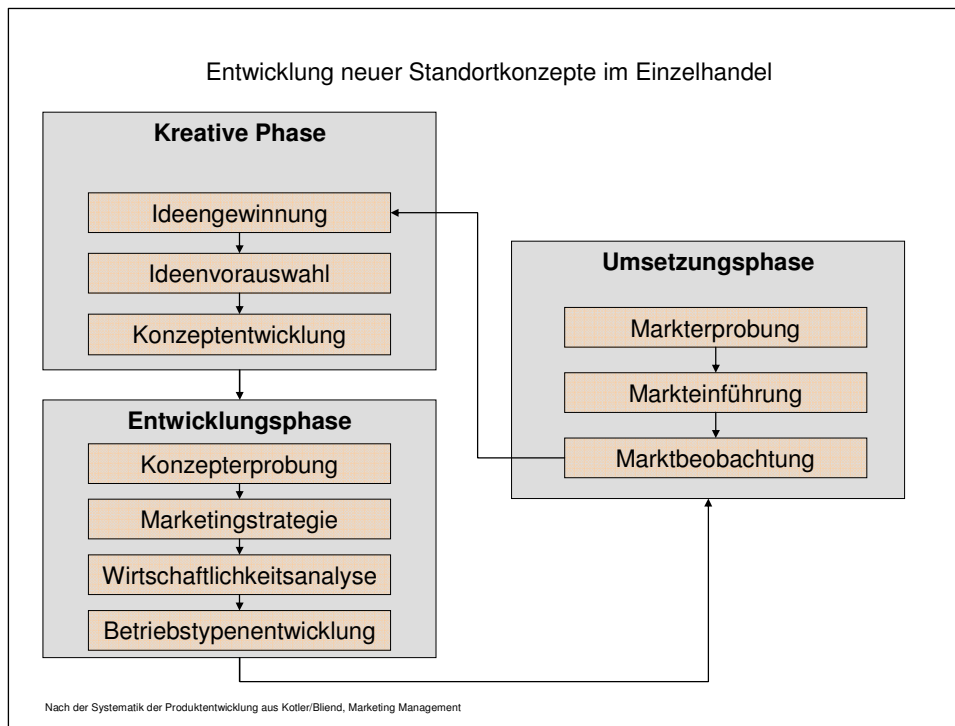 Entwicklung neuer Standortkonzepte im Einzelhandel
Kreative Phase
Ideengewinnung
Ideenvorauswahl
Konzeptentwicklung
Entwicklungsphase
Konzepterprobung
Marketingstrategie
Wirtschaftlichkeitsanalyse
Betriebstypenentwicklung
Umsetzungsphase
Markterprobung
Markteinführung
Marktbeobachtung
Nach der Systematik der Produktentwicklung aus Kotler/Bliend, Marketing Management